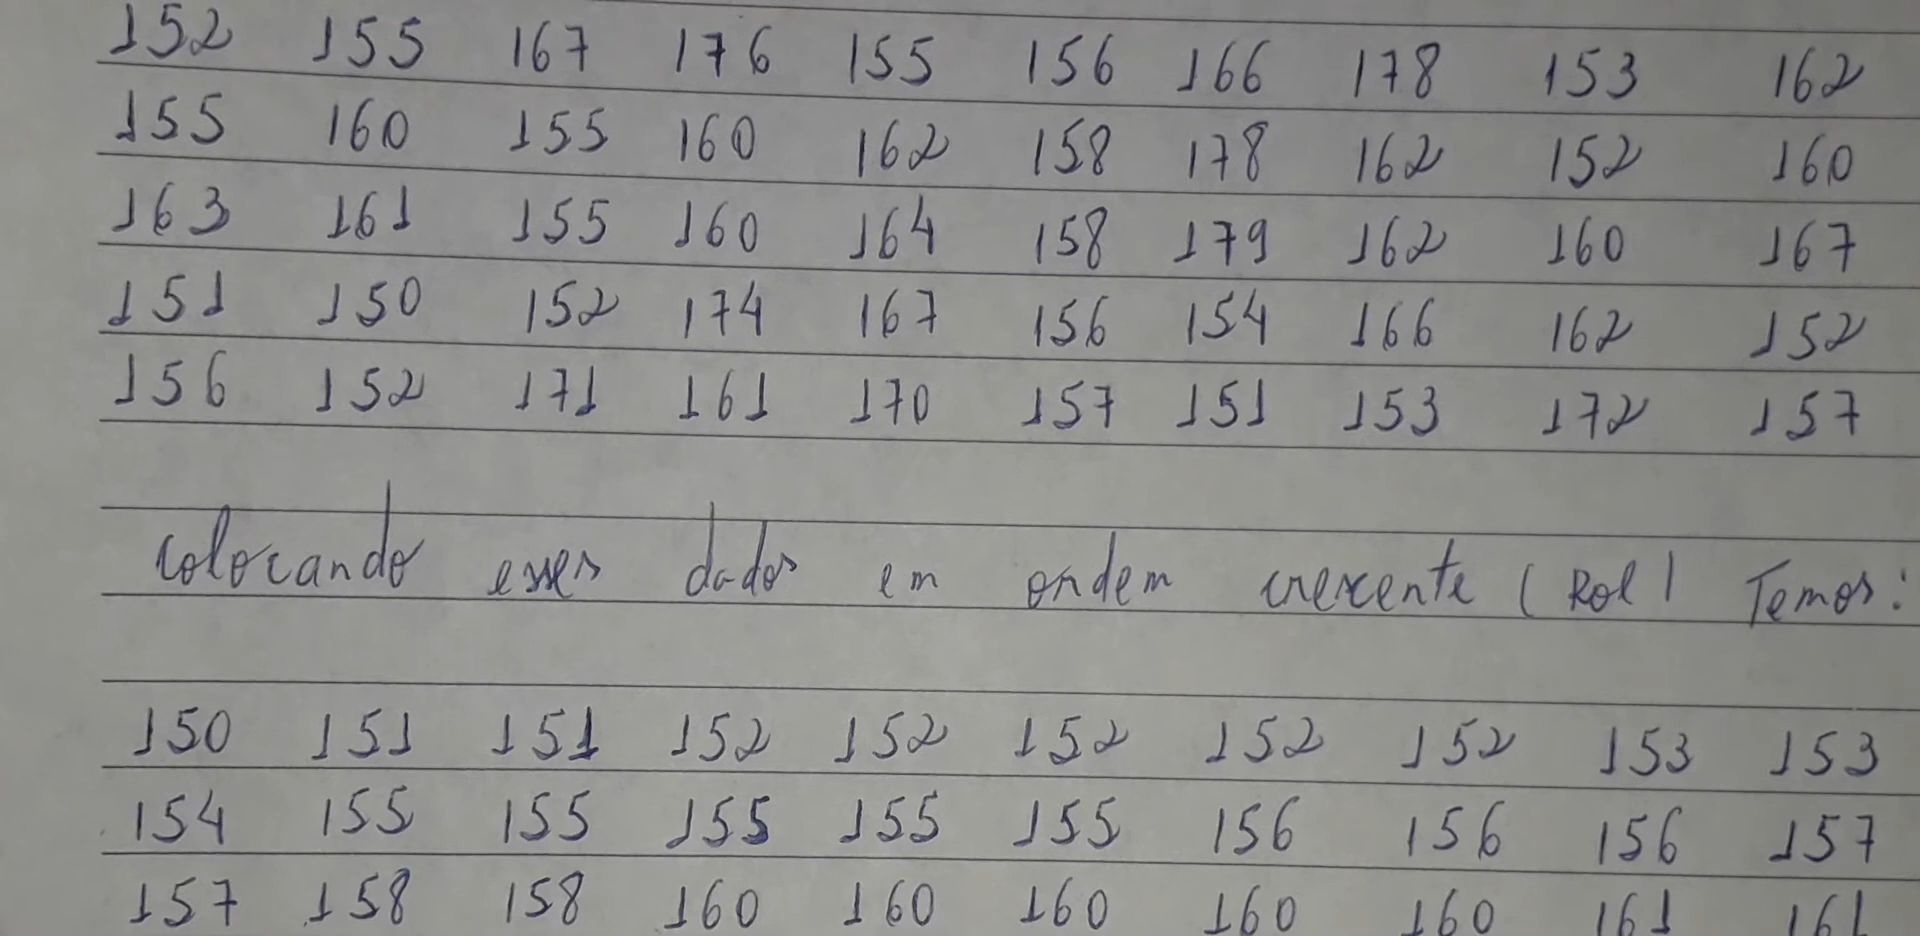 152 155 167 176 155 156 166 178 153 162
155 160 155 160 162 158 178 162 152 160
163 161 155 160 164 158 179 162 160 167
151 150 152 174 167 156 154 166 162 152
156 152 171 161 170 157 151 153 172 157
colocando esses dados em ondem crescente (Rol) Temos:
150 151 151 152 152 152 152 152 153 153
154 155 155 155 155 155 156 156 156 157
157 158 158 160 160 160 160 160 161 161